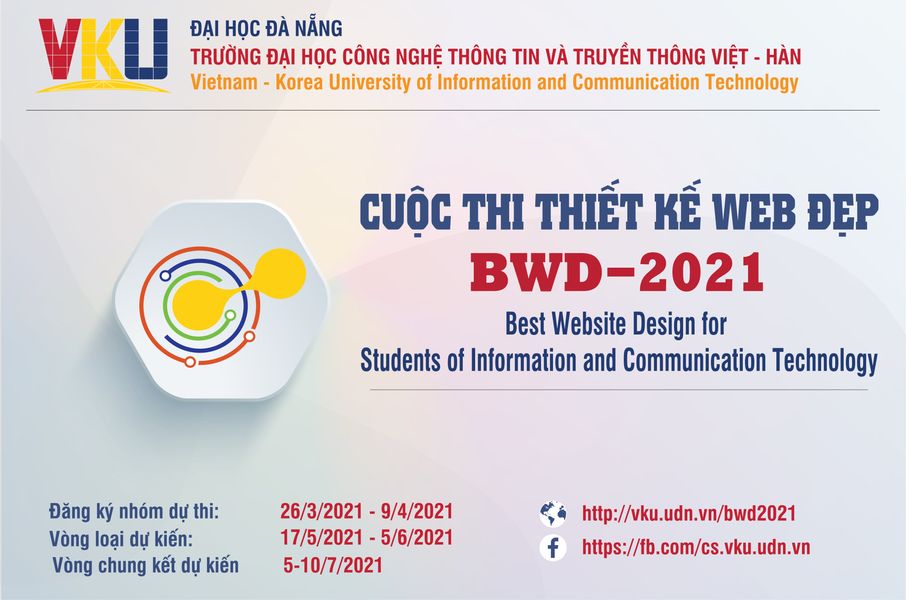 VKU
ĐẠI HỌC ĐÀ NẴNG
TRƯỜNG ĐẠI HỌC CÔNG NGHỆ THÔNG TIN VÀ TRUYỀN THÔNG VIỆT - HÀN
Vietnam - Korea University of Information and Communication Technology
CUỘC THI THIẾT KẾ WEB ĐẸP
BWD-2021
Best Website Design for
Students of Information and Communication Technology
Đăng ký nhóm dự thi: 26/3/2021 - 9/4/2021
Vòng loại dự kiến: 17/5/2021 - 5/6/2021
Vòng chung kết dự kiến 5-10/7/2021
http://vku.udn.vn/bwd2021
https://fb.com/cs.vku.udn.vn